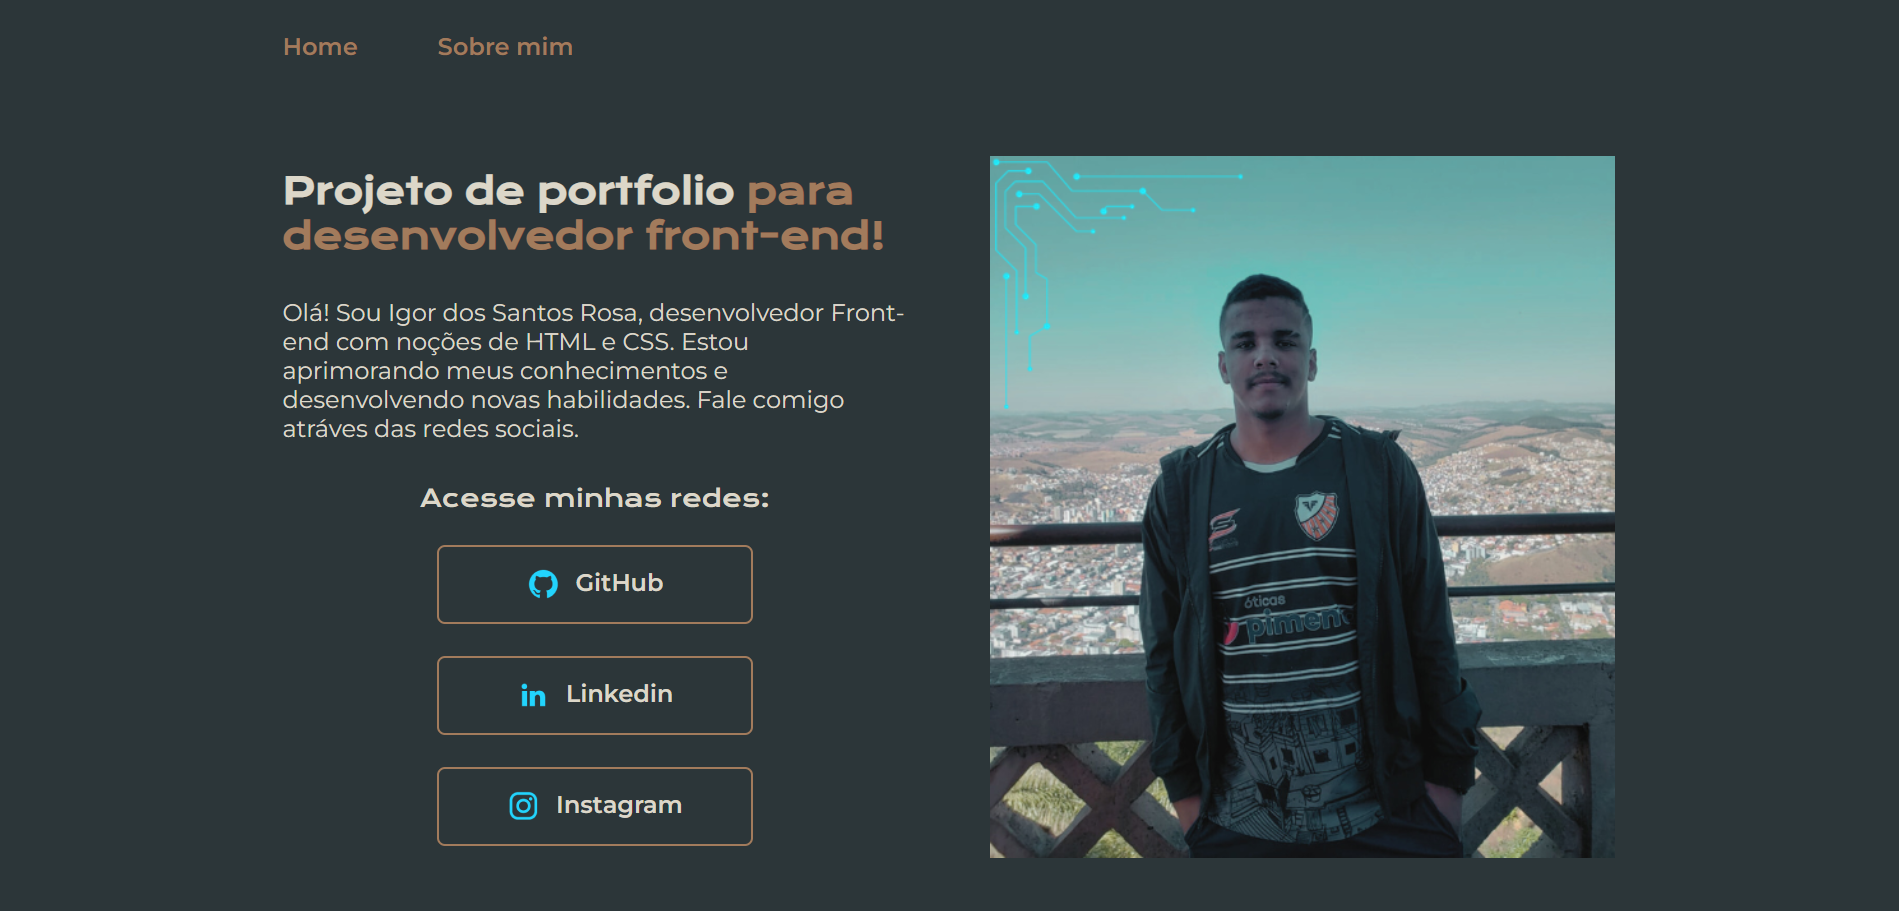 Home
Sobre mim
Projeto de portfolio para
desenvolvedor front-end!
Olá! Sou Igor dos Santos Rosa, desenvolvedor Front-
end com noções de HTML e CSS. Estou
aprimorando meus conhecimentos e
desenvolvendo novas habilidades. Fale comigo
atráves das redes sociais.
Acesse minhas redes:
GitHub
Linkedin
Instagram
óticas